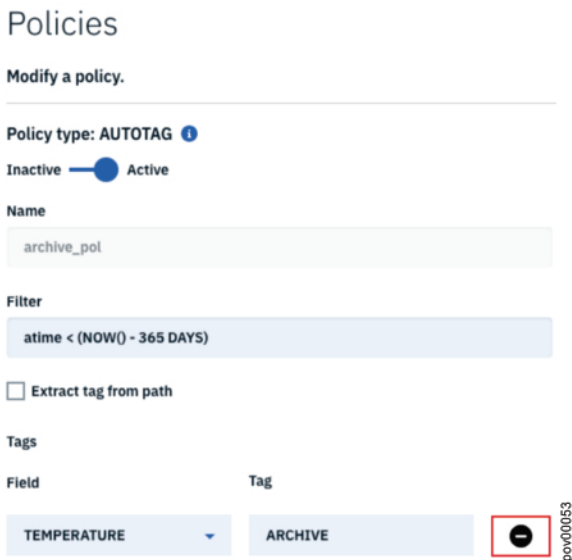 Policies
Modify a policy.
Policy type: AUTOTAG
Inactive Active
Name
archive_pol
Filter
atime < (NOW() - 365 DAYS)
Extract tag from path
Tags
Field Tag
TEMPERATURE ARCHIVE